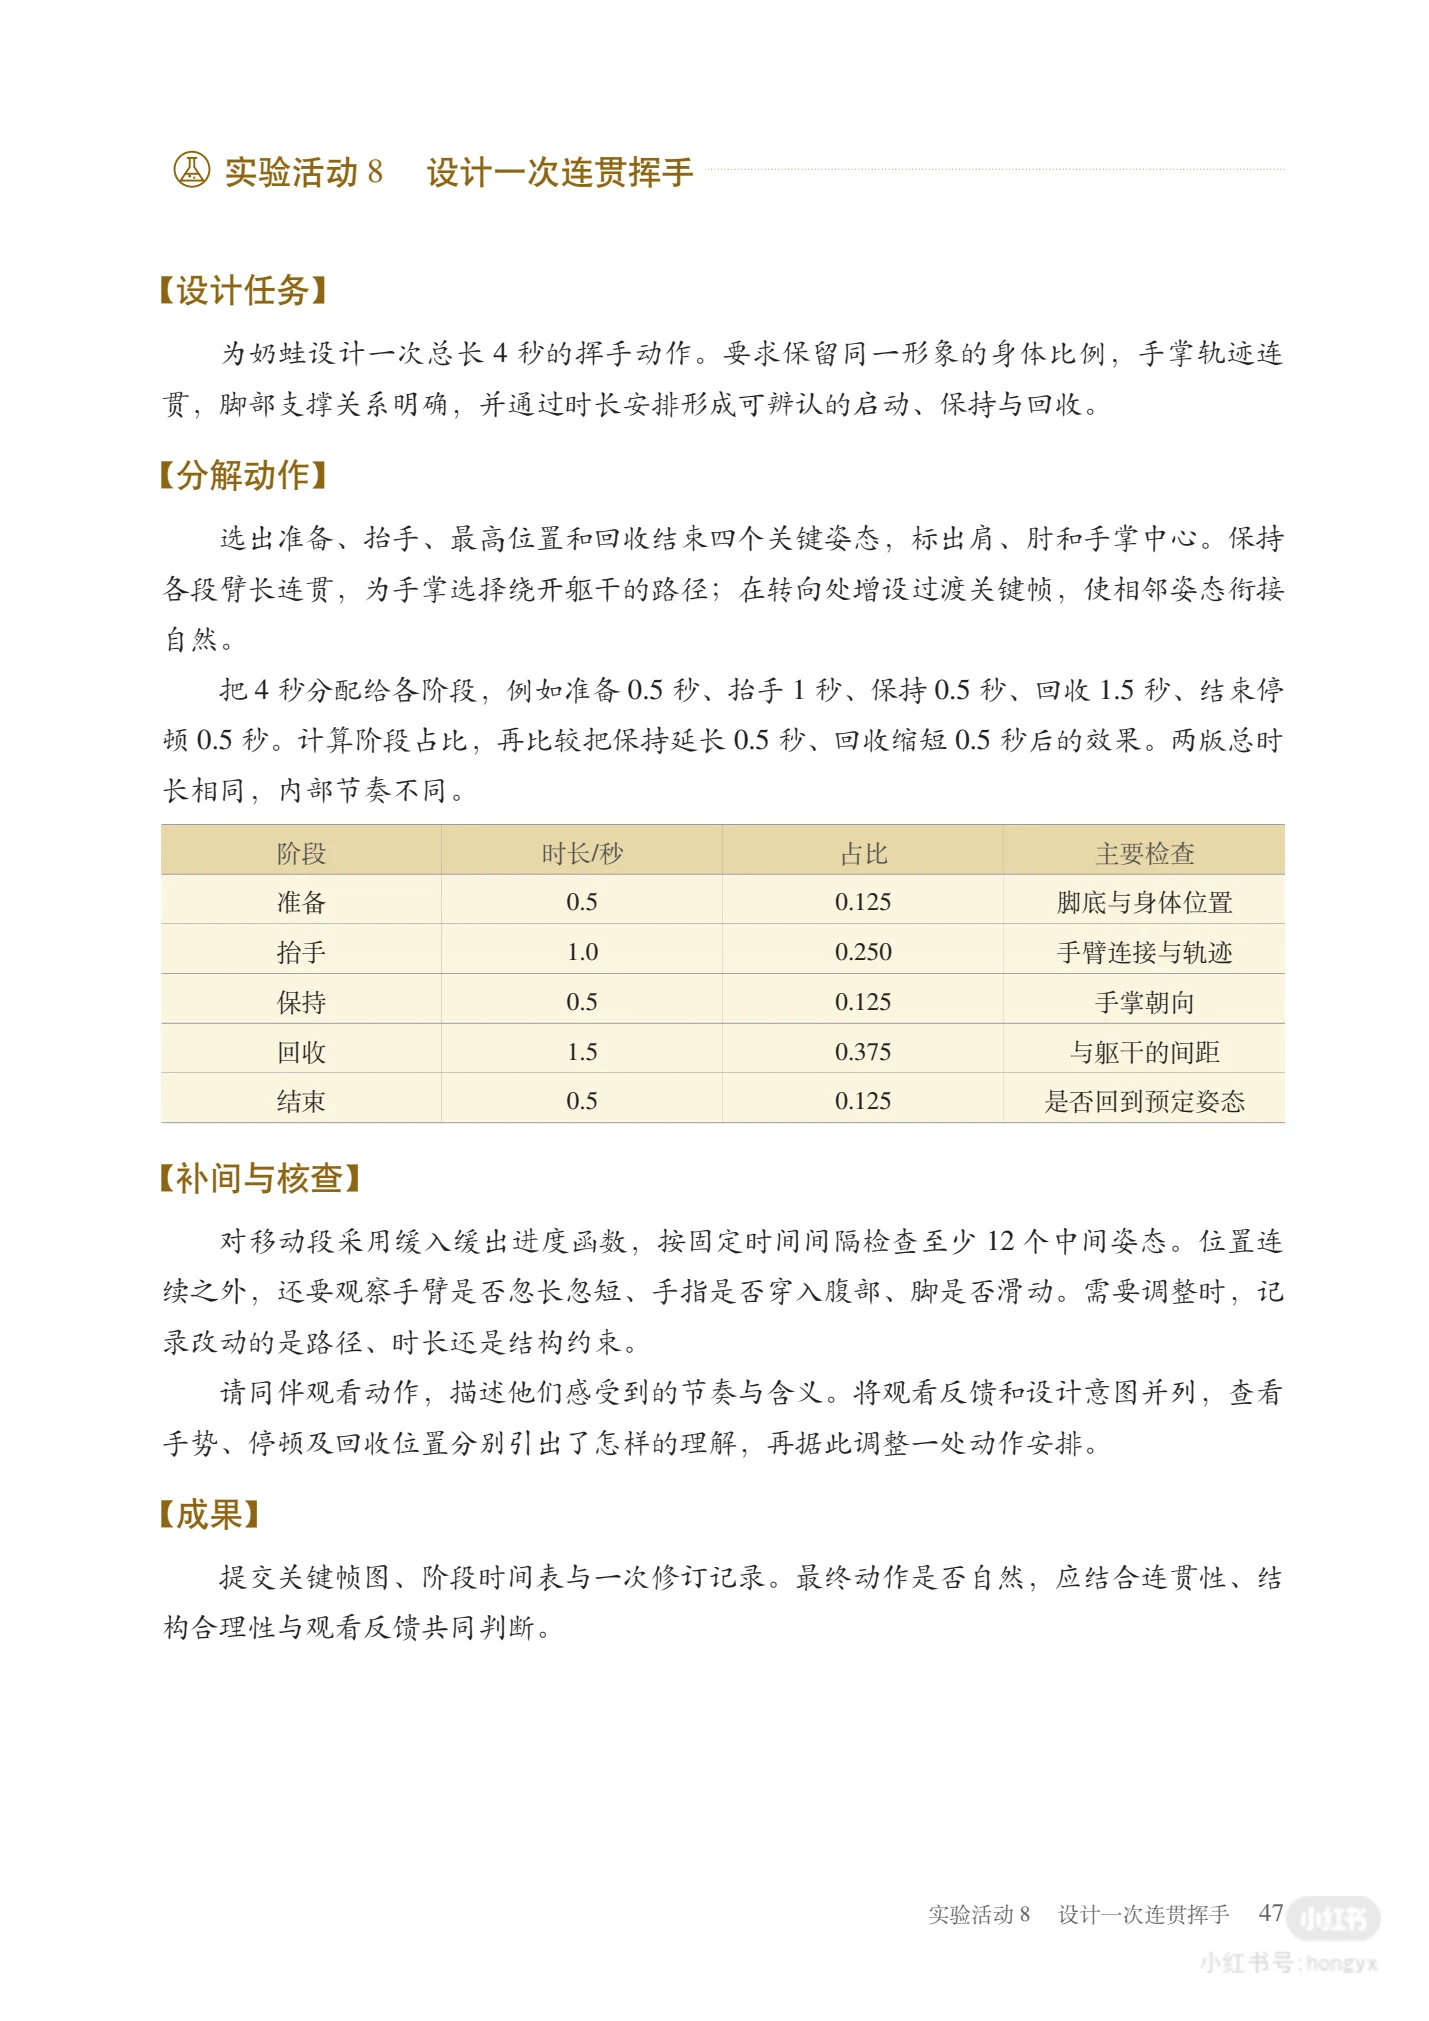 实验活动 8 设计一次连贯挥手
【设计任务】
为奶蛙设计一次总长 4 秒的挥手动作。要求保留同一形象的身体比例，手掌轨迹连
贯，脚部支撑关系明确，并通过时长安排形成可辨认的启动、保持与回收。
【分解动作】
选出准备、抬手、最高位置和回收结束四个关键姿态，标出肩、肘和手掌中心。保持
各段臂长连贯，为手掌选择绕开躯干的路径；在转向处增设过渡关键帧，使相邻姿态衔接
自然。
把 4 秒分配给各阶段，例如准备 0.5 秒、抬手 1 秒、保持 0.5 秒、回收 1.5 秒、结束停
顿 0.5 秒。计算阶段占比，再比较把保持延长 0.5 秒、回收缩短 0.5 秒后的效果。两版总时
长相同，内部节奏不同。
阶段 时长/秒 占比 主要检查
准备 0.5 0.125 脚底与身体位置
抬手 1.0 0.250 手臂连接与轨迹
保持 0.5 0.125 手掌朝向
回收 1.5 0.375 与躯干的间距
结束 0.5 0.125 是否回到预定姿态
【补间与核查】
对移动段采用缓入缓出进度函数，按固定时间间隔检查至少 12 个中间姿态。位置连
续之外，还要观察手臂是否忽长忽短、手指是否穿入腹部、脚是否滑动。需要调整时，记
录改动的是路径、时长还是结构约束。
请同伴观看动作，描述他们感受到的节奏与含义。将观看反馈和设计意图并列，查看
手势、停顿及回收位置分别引出了怎样的理解，再据此调整一处动作安排。
【成果】
提交关键帧图、阶段时间表与一次修订记录。最终动作是否自然，应结合连贯性、结
构合理性与观看反馈共同判断。
实验活动 8 设计一次连贯挥手 47
小红书
小红书号:hongyx